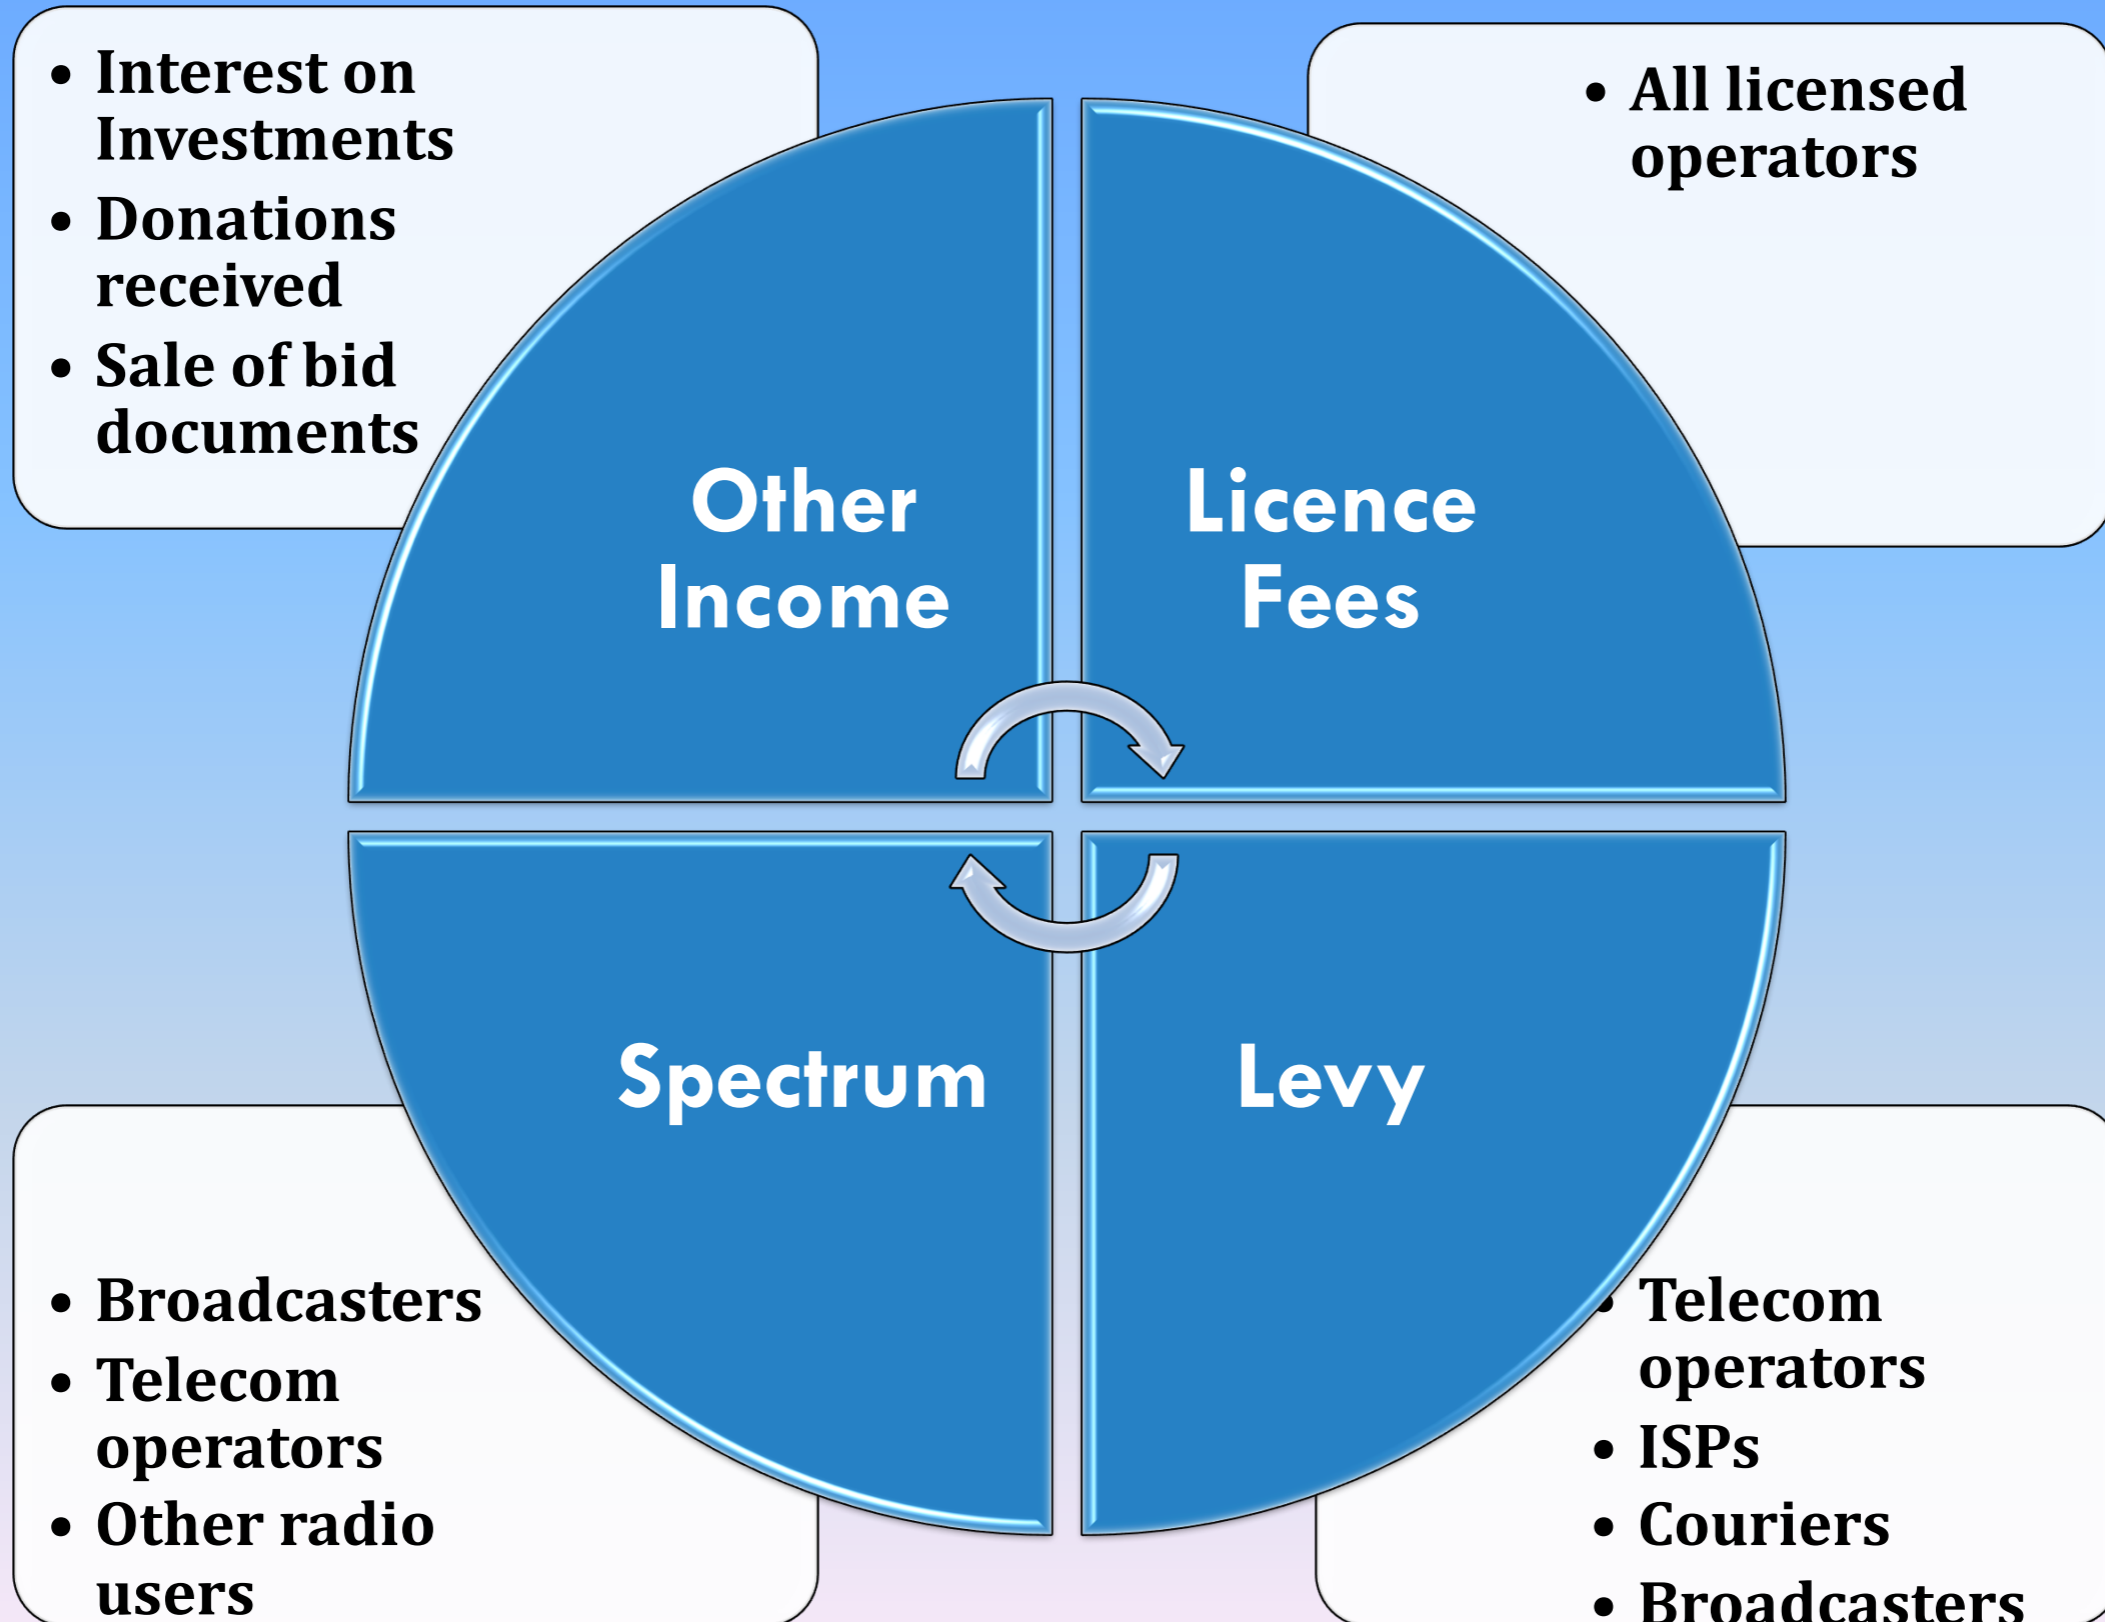 • Interest on
Investments
• Donations
received
• Sale of bid
documents
• All licensed
operators
Other
Income
Licence
Fees
Spectrum
Levy
• Broadcasters
• Telecom
operators
• Other radio
users
• Telecom
operators
• ISPs
• Couriers
• Broadcasters